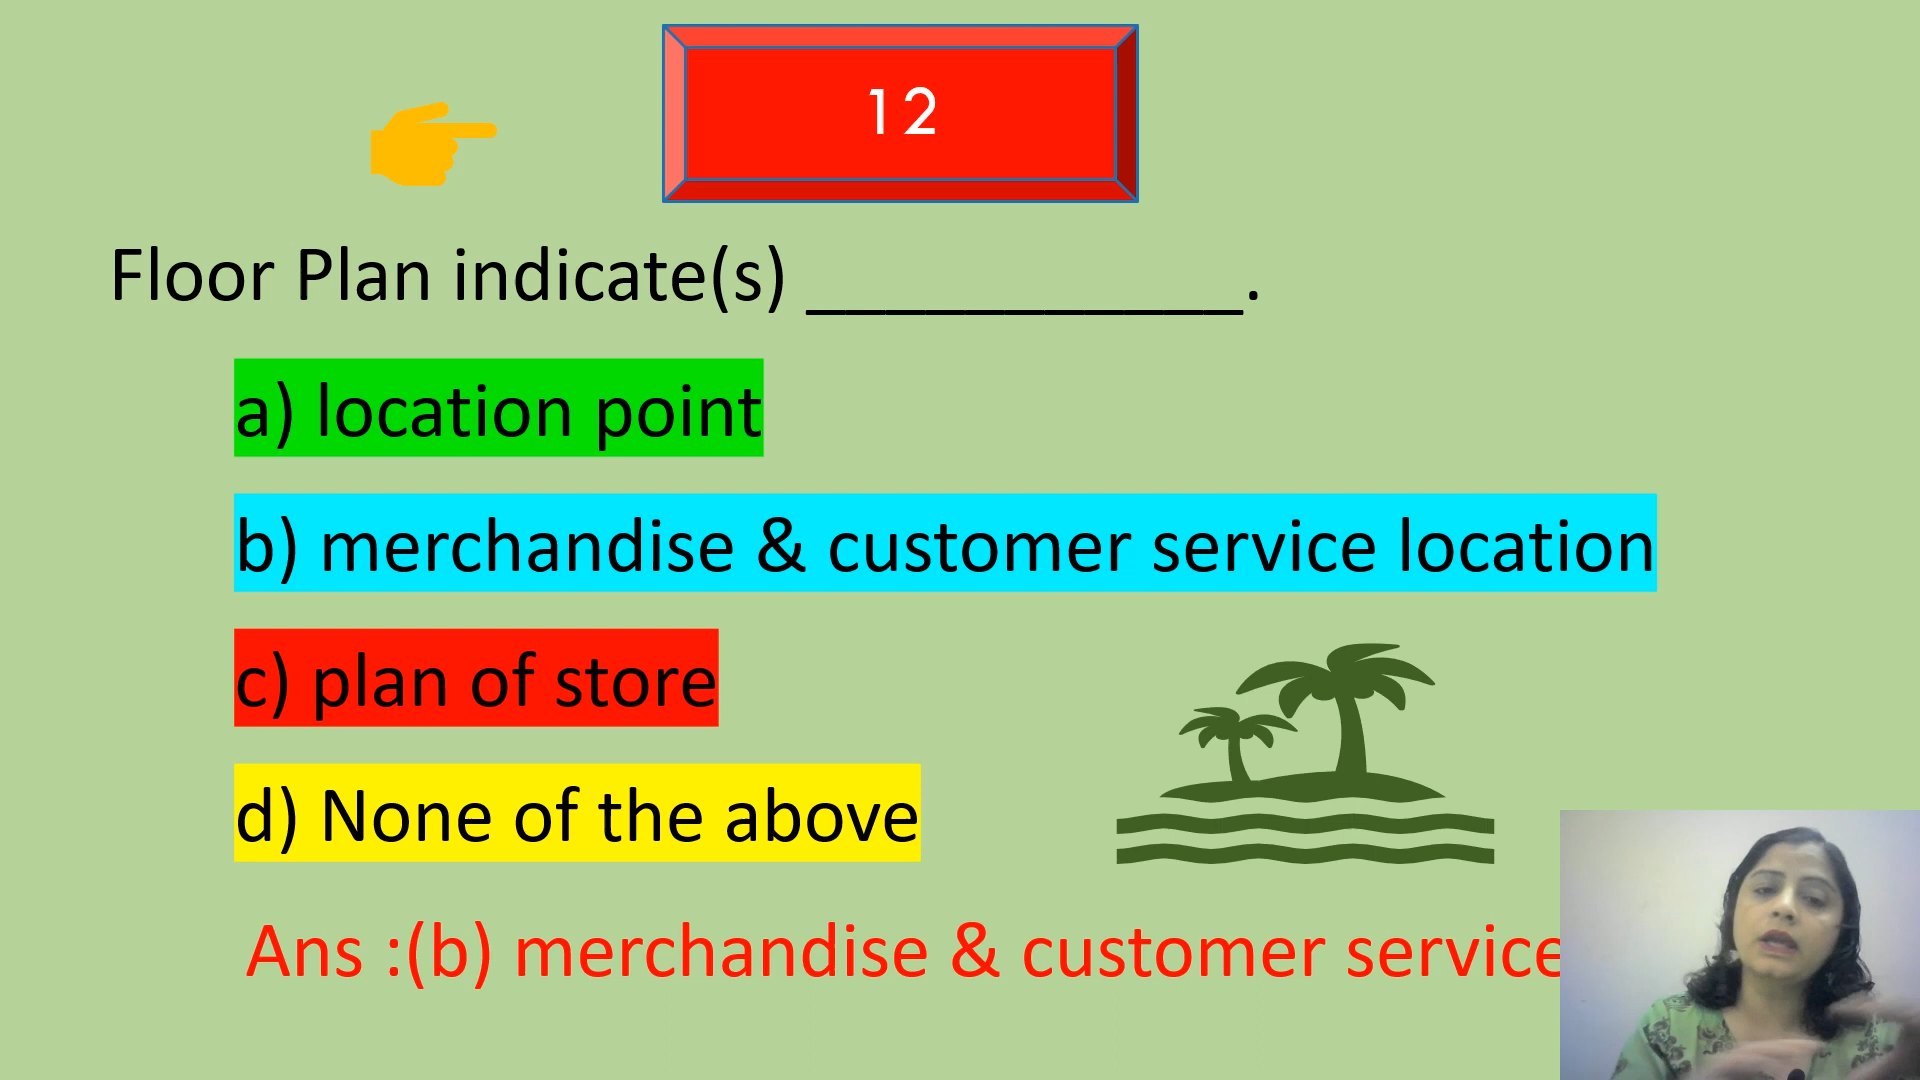 12
Floor Plan indicate(s) ___________.
a) location point
b) merchandise & customer service location
c) plan of store
d) None of the above
Ans :(b) merchandise & customer service